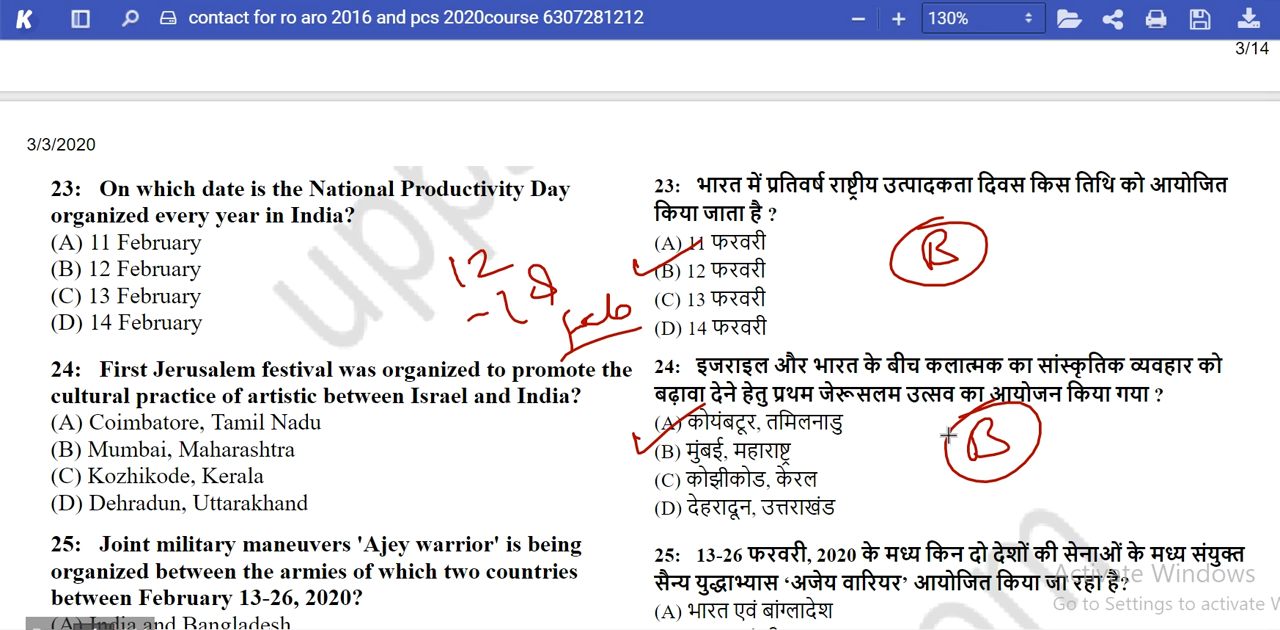 contact for ro aro 2016 and pcs 2020course 6307281212
130%
3/14
3/3/2020
23: On which date is the National Productivity Day
organized every year in India?
(A) 11 February
(B) 12 February
(C) 13 February
(D) 14 February
24: First Jerusalem festival was organized to promote the
cultural practice of artistic between Israel and India?
(A) Coimbatore, Tamil Nadu
(B) Mumbai, Maharashtra
(C) Kozhikode, Kerala
(D) Dehradun, Uttarakhand
25: Joint military maneuvers 'Ajey warrior' is being
organized between the armies of which two countries
between February 13-26, 2020?
(A) India and Bangladesh
12
18
23: भारत में प्रतिवर्ष राष्ट्रीय उत्पादकता दिवस किस तिथि को आयोजित
किया जाता है ?
(A) 11 फरवरी
(B) 12 फरवरी
(C) 13 फरवरी
(D) 14 फरवरी
B
24: इजराइल और भारत के बीच कलात्मक का सांस्कृतिक व्यवहार को
बढ़ावा देने हेतु प्रथम जेरूसलम उत्सव का आयोजन किया गया ?
(A) कोयंबटूर, तमिलनाडु
(B) मुंबई, महाराष्ट्र
(C) कोझीकोड, केरल
(D) देहरादून, उत्तराखंड
B
25: 13-26 फरवरी, 2020 के मध्य किन दो देशों की सेनाओं के मध्य संयुक्त
सैन्य युद्धाभ्यास ‘अजेय वारियर’ आयोजित किया जा रहा है?
(A) भारत एवं बांग्लादेश
Activate Windows
Go to Settings to activate W